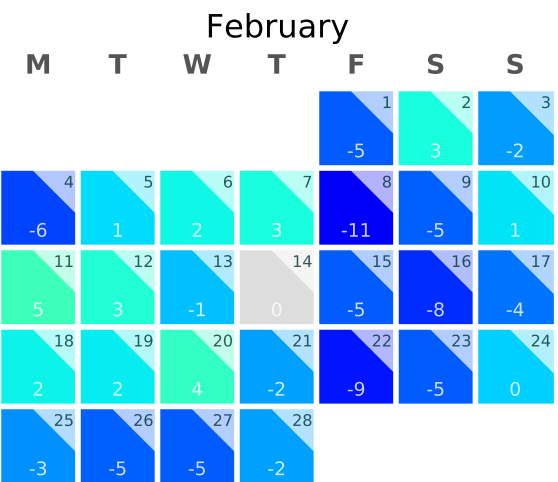 February
M T W T F S S
1 2 3
-5 3 -2
4 5 6 7 8 9 10
-6 1 2 3 -11 -5 1
11 12 13 14 15 16 17
5 3 -1 0 -5 -8 -4
18 19 20 21 22 23 24
2 2 4 -2 -9 -5 0
25 26 27 28
-3 -5 -5 -2